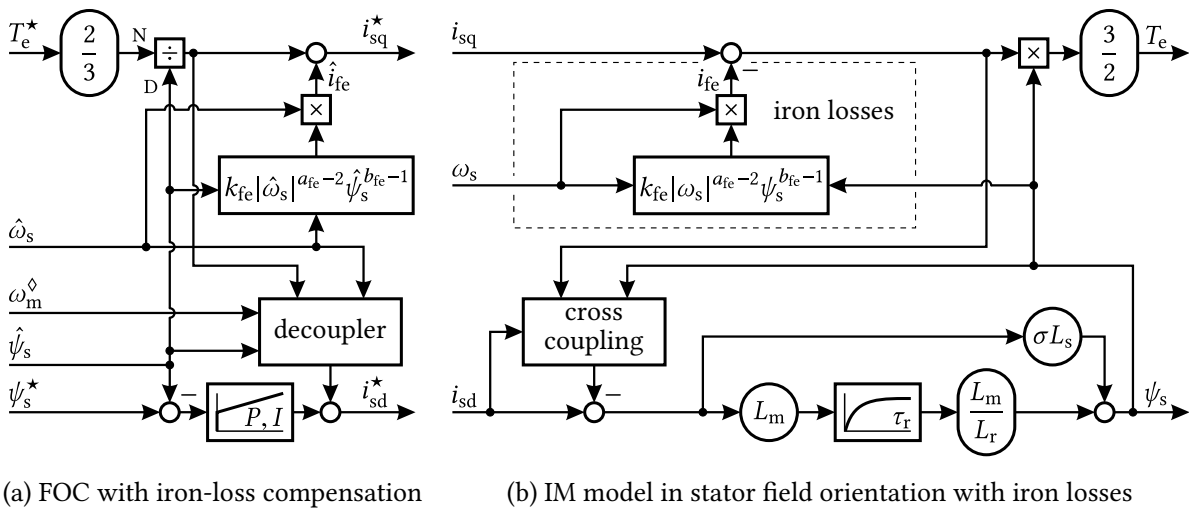 T_e^★
2/3
N
÷
D
i_sq^★
î_fe
×
k_fe|ω̂_s|^{a_fe−2} ψ̂_s^{b_fe−1}
ω̂_s
ω_m^◊
decoupler
ψ̂_s
ψ_s^★
−
P, I
i_sd^★
(a) FOC with iron-loss compensation
i_sq
−
×
3/2
T_e
i_fe
×
iron losses
ω_s
k_fe|ω_s|^{a_fe−2} ψ_s^{b_fe−1}
cross
coupling
σL_s
i_sd
−
L_m
τ_r
L_m/L_r
ψ_s
(b) IM model in stator field orientation with iron losses